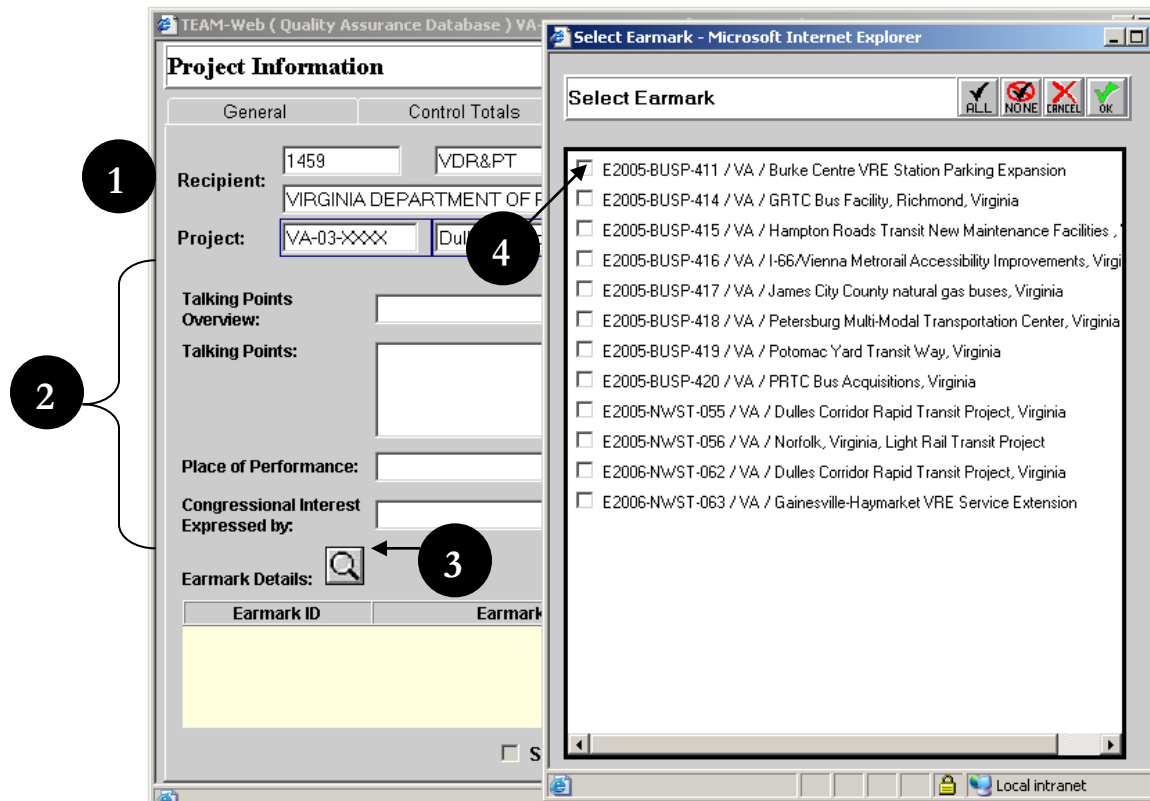 TEAM-Web ( Quality Assurance Database ) VA-
Project Information
General
Control Totals
1
Recipient:
1459
VDR&PT
VIRGINIA DEPARTMENT OF
Project:
VA-03-XXXX
2
Talking Points
Overview:
Talking Points:
Place of Performance:
Congressional Interest
Expressed by:
3
Earmark Details:
Earmark ID
Earmark
S
Select Earmark - Microsoft Internet Explorer
Select Earmark
ALL
NONE
CANCEL
OK
4
E2005-BUSP-411 / VA / Burke Centre VRE Station Parking Expansion
E2005-BUSP-414 / VA / GRTC Bus Facility, Richmond, Virginia
E2005-BUSP-415 / VA / Hampton Roads Transit New Maintenance Facilities ,
E2005-BUSP-416 / VA / I-66/Vienna Metrorail Accessibility Improvements, Virgi
E2005-BUSP-417 / VA / James City County natural gas buses, Virginia
E2005-BUSP-418 / VA / Petersburg Multi-Modal Transportation Center, Virginia
E2005-BUSP-419 / VA / Potomac Yard Transit Way, Virginia
E2005-BUSP-420 / VA / PRTC Bus Acquisitions, Virginia
E2005-NWST-055 / VA / Dulles Corridor Rapid Transit Project, Virginia
E2005-NWST-056 / VA / Norfolk, Virginia, Light Rail Transit Project
E2006-NWST-062 / VA / Dulles Corridor Rapid Transit Project, Virginia
E2006-NWST-063 / VA / Gainesville-Haymarket VRE Service Extension
Local intranet